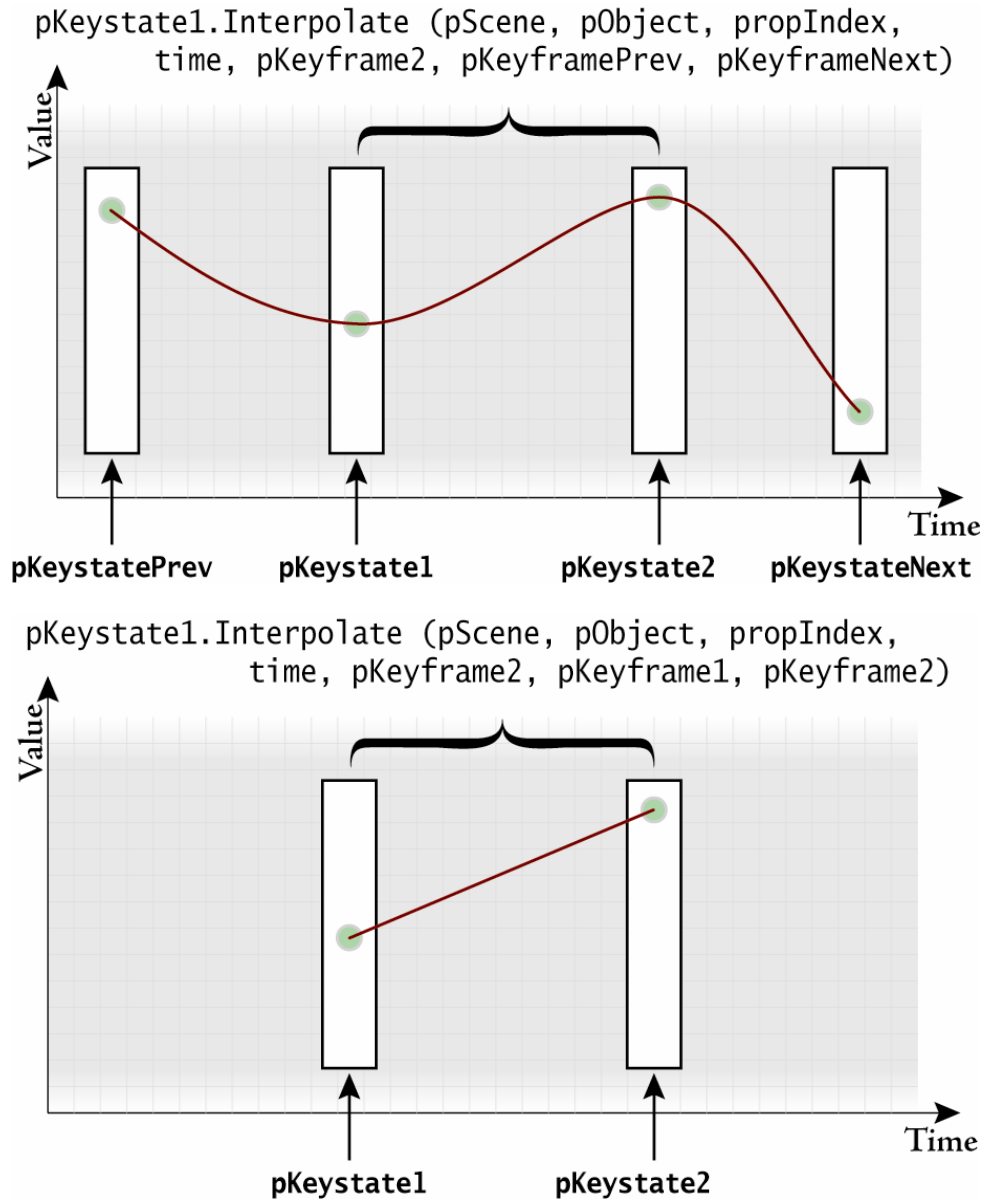 pKeystate1.Interpolate (pScene, pObject, propIndex,
time, pKeyframe2, pKeyframePrev, pKeyframeNext)
Value
Time
pKeystatePrev pKeystate1 pKeystate2 pKeystateNext
pKeystate1.Interpolate (pScene, pObject, propIndex,
time, pKeyframe2, pKeyframe1, pKeyframe2)
Value
Time
pKeystate1 pKeystate2